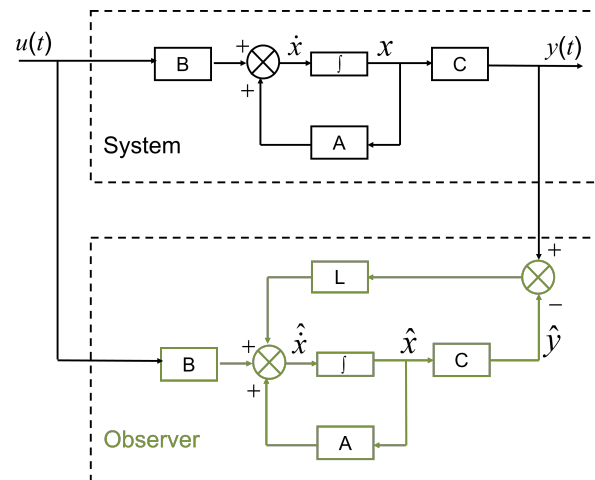 u(t)
B
+
+
ẋ
∫
x
C
y(t)
A
System
+
−
L
B
+
+
x̂̇
∫
x̂
C
ŷ
A
Observer